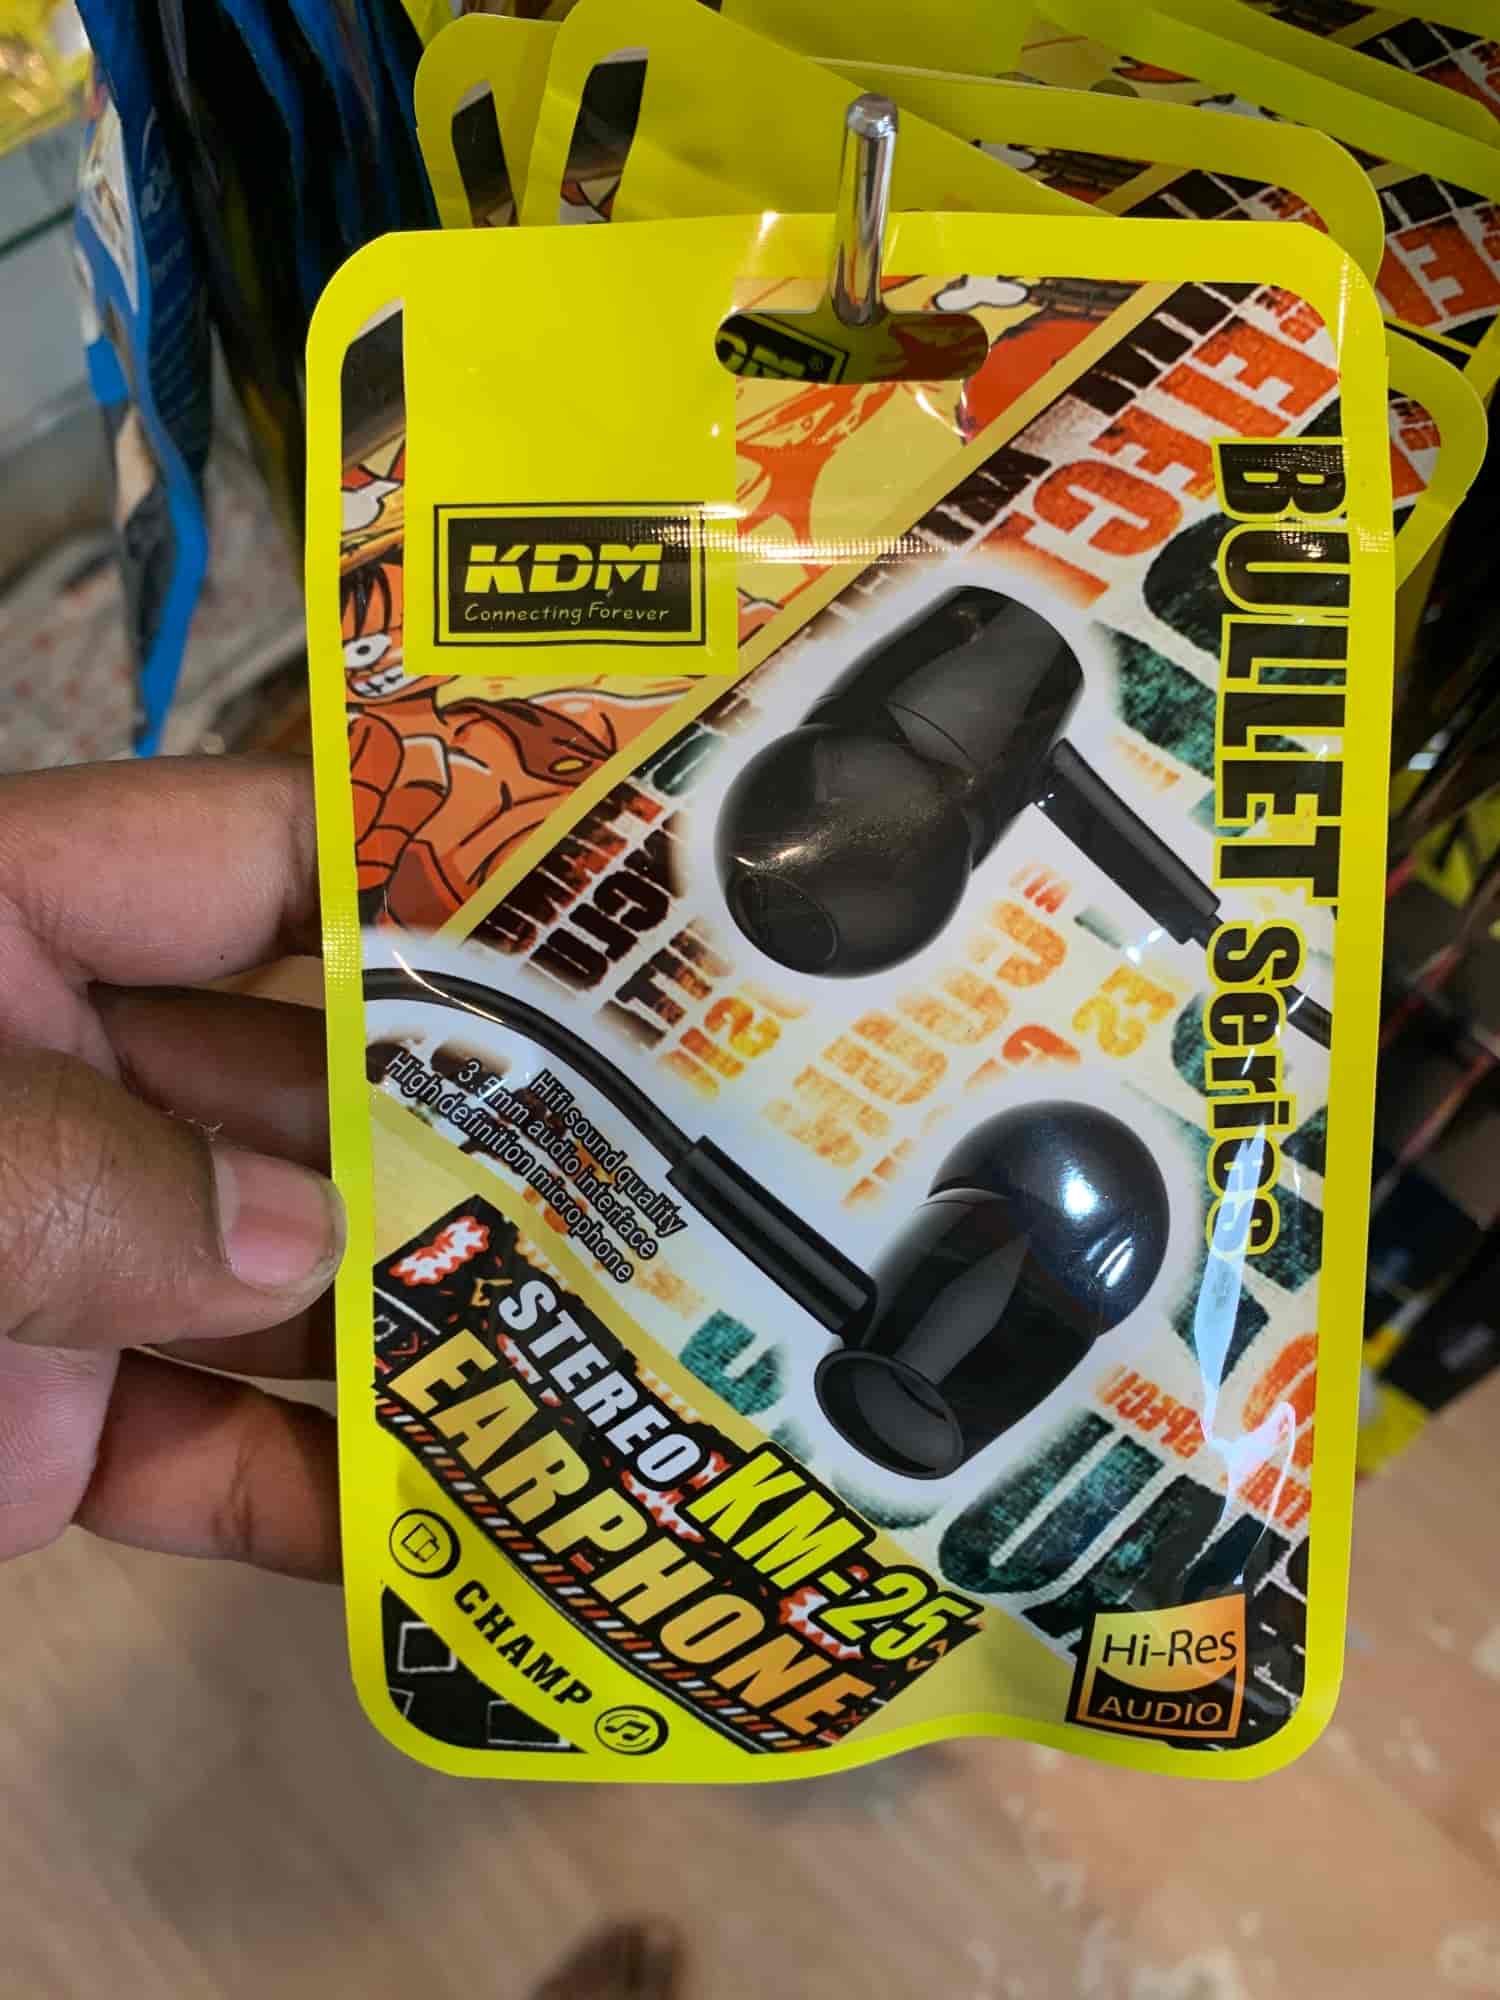 KDM®
Connecting Forever
BULLET Series
Hifi sound quality
3.5mm audio interface
High definition microphone
STEREO
EARPHONE
KM-25
CHAMP
Hi-Res
AUDIO